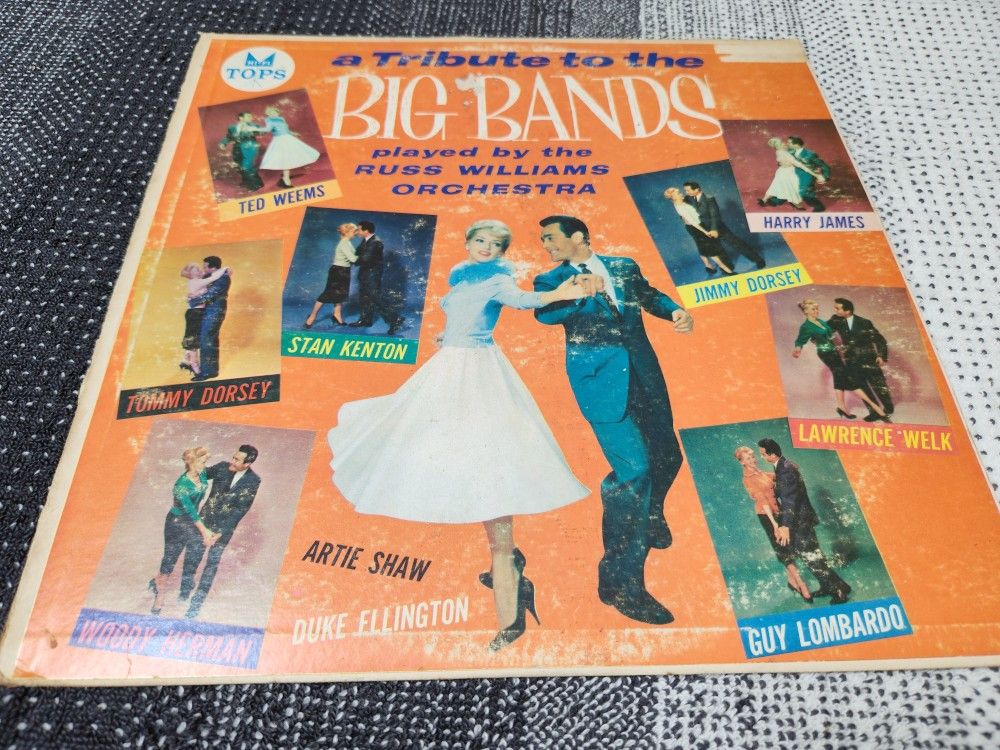 HI-FI
TOPS
a Tribute to the
BIG BANDS
played by the
RUSS WILLIAMS
ORCHESTRA
TED WEEMS
HARRY JAMES
STAN KENTON
JIMMY DORSEY
TOMMY DORSEY
LAWRENCE WELK
WOODY HERMAN
ARTIE SHAW
DUKE ELLINGTON
GUY LOMBARDO